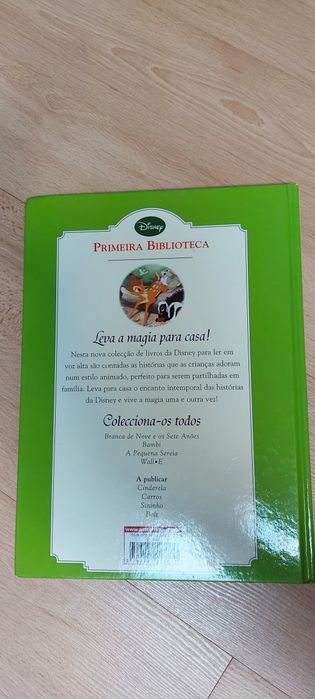 Disney
PRIMEIRA BIBLIOTECA
Leva a magia para casa!
Nesta nova colecção de livros da Disney para ler em
voz alta são contadas as histórias que as crianças adoram
num estilo animado, perfeito para serem partilhadas em
família. Leva para casa o encanto intemporal das histórias
da Disney e vive a magia uma e outra vez!
Colecciona-os todos
Branca de Neve e os Sete Anões
Bambi
A Pequena Sereia
Wall•E
A publicar
Cinderela
Carros
Sininho
Bolt